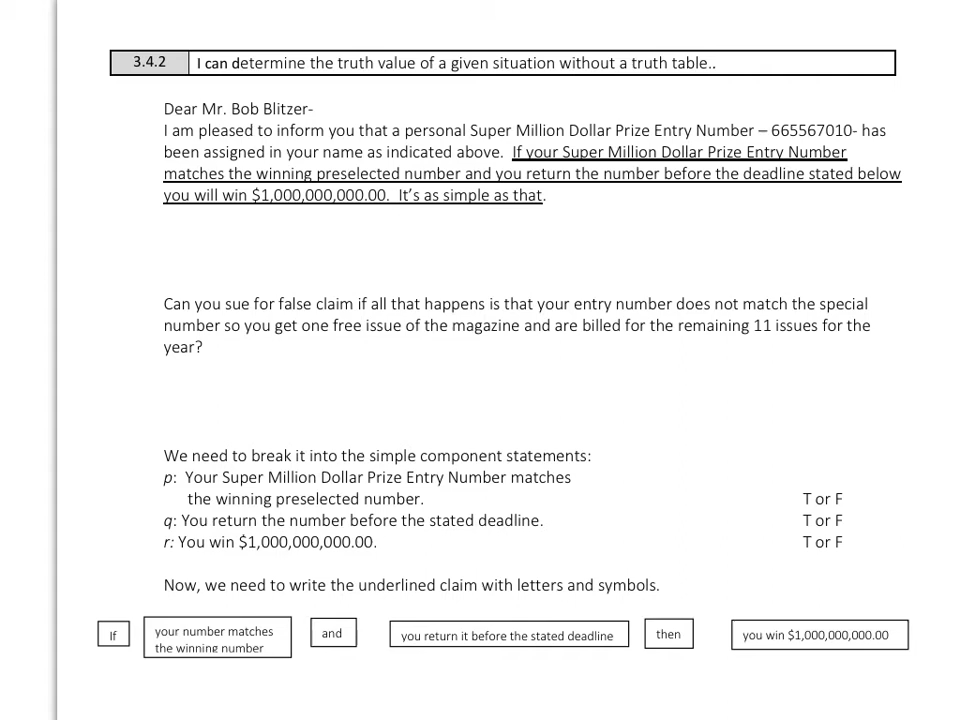 3.4.2 I can determine the truth value of a given situation without a truth table..
Dear Mr. Bob Blitzer-
I am pleased to inform you that a personal Super Million Dollar Prize Entry Number – 665567010- has
been assigned in your name as indicated above. If your Super Million Dollar Prize Entry Number
matches the winning preselected number and you return the number before the deadline stated below
you will win $1,000,000,000.00. It's as simple as that.
Can you sue for false claim if all that happens is that your entry number does not match the special
number so you get one free issue of the magazine and are billed for the remaining 11 issues for the
year?
We need to break it into the simple component statements:
p: Your Super Million Dollar Prize Entry Number matches
the winning preselected number. T or F
q: You return the number before the stated deadline. T or F
r: You win $1,000,000,000.00. T or F
Now, we need to write the underlined claim with letters and symbols.
If your number matches and you return it before the stated deadline then you win $1,000,000,000.00
the winning number